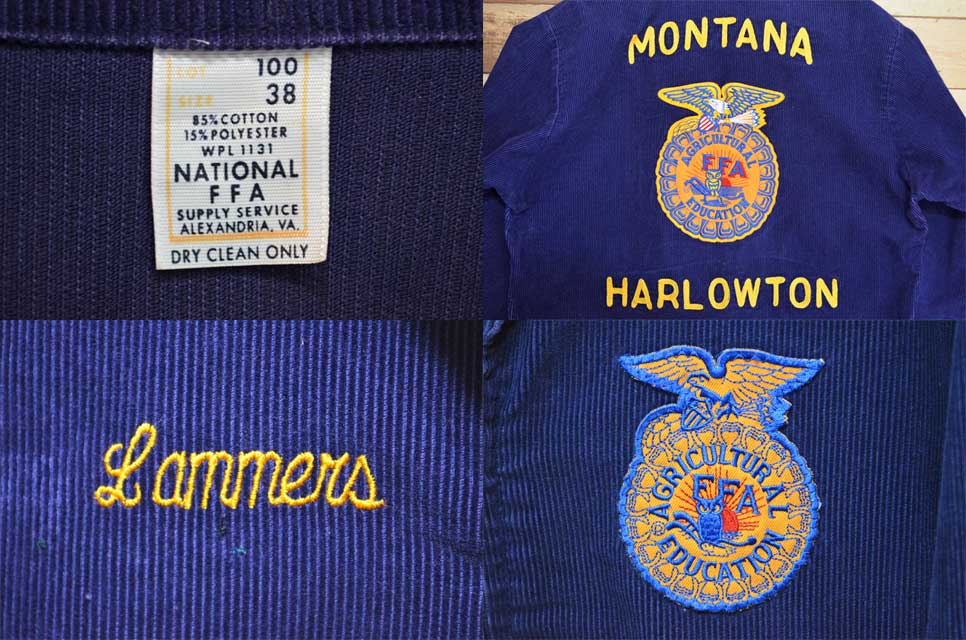 LOT 100
SIZE 38
85% COTTON
15% POLYESTER
WPL 1131
NATIONAL
FFA
SUPPLY SERVICE
ALEXANDRIA, VA.
DRY CLEAN ONLY
MONTANA
AGRICULTURAL
FFA
EDUCATION
HARLOWTON
Lammers
AGRICULTURAL
FFA
EDUCATION